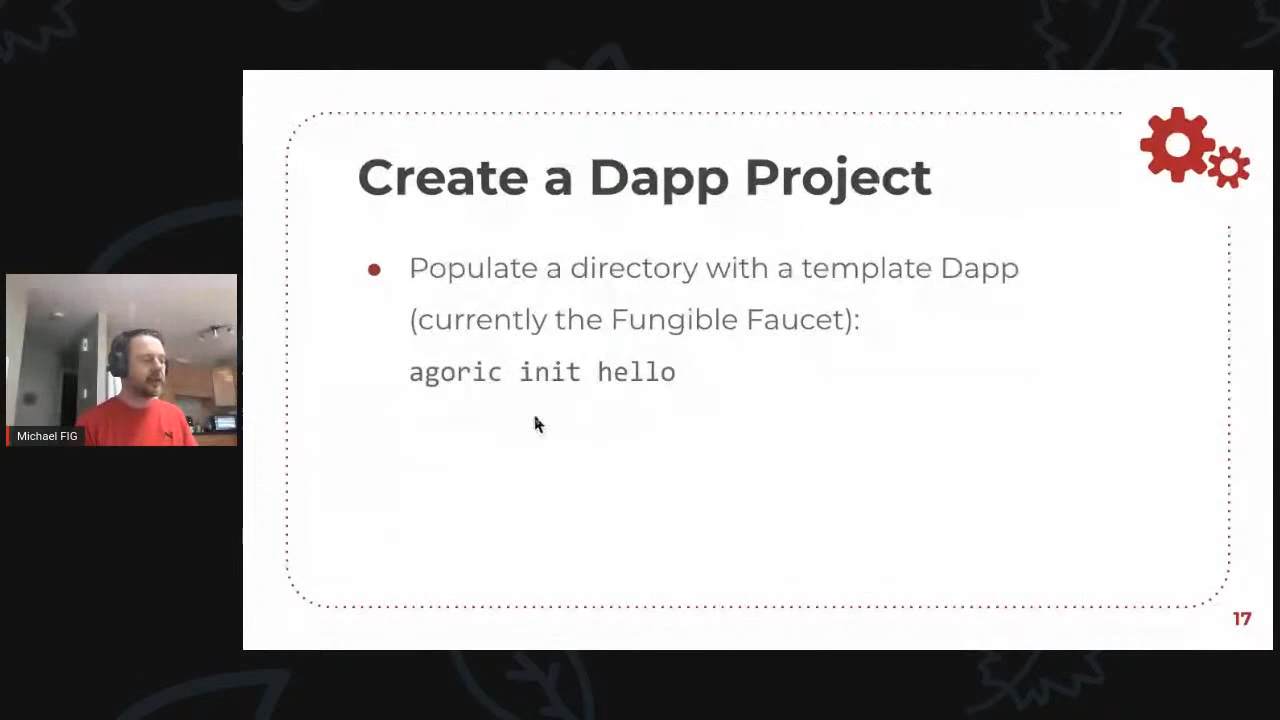 Create a Dapp Project
Populate a directory with a template Dapp
(currently the Fungible Faucet):
agoric init hello
Michael FIG
17